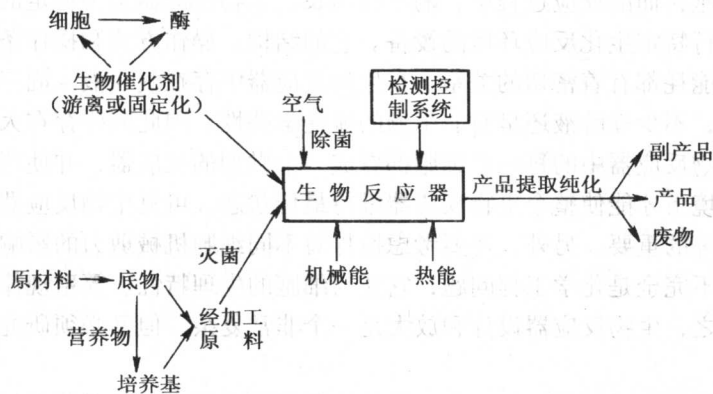 细胞
酶
生物催化剂
（游离或固定化）
空气
除菌
检测控
制系统
生物反应器
产品提取纯化
副产品
产品
废物
灭菌
机械能
热能
原材料
底物
经加工
原料
营养物
培养基